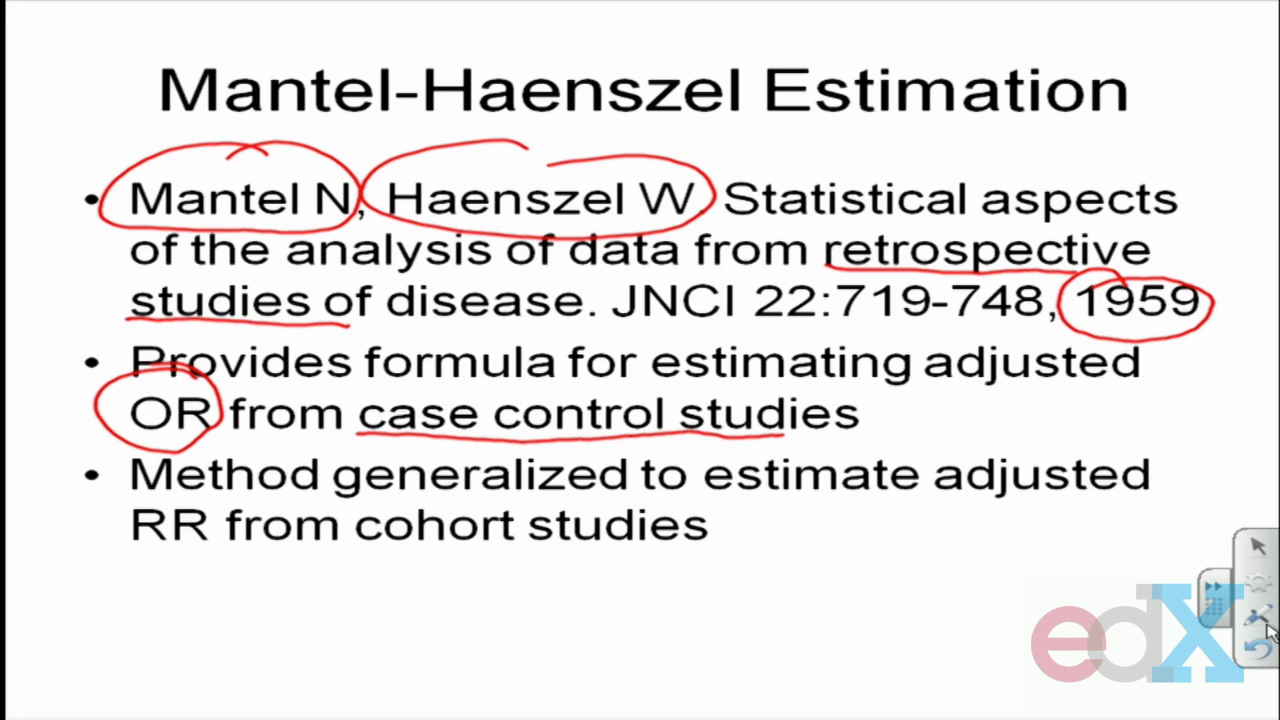 Mantel-Haenszel Estimation
• Mantel N, Haenszel W Statistical aspects
of the analysis of data from retrospective
studies of disease. JNCI 22:719-748, 1959
• Provides formula for estimating adjusted
OR from case control studies
• Method generalized to estimate adjusted
RR from cohort studies
edX